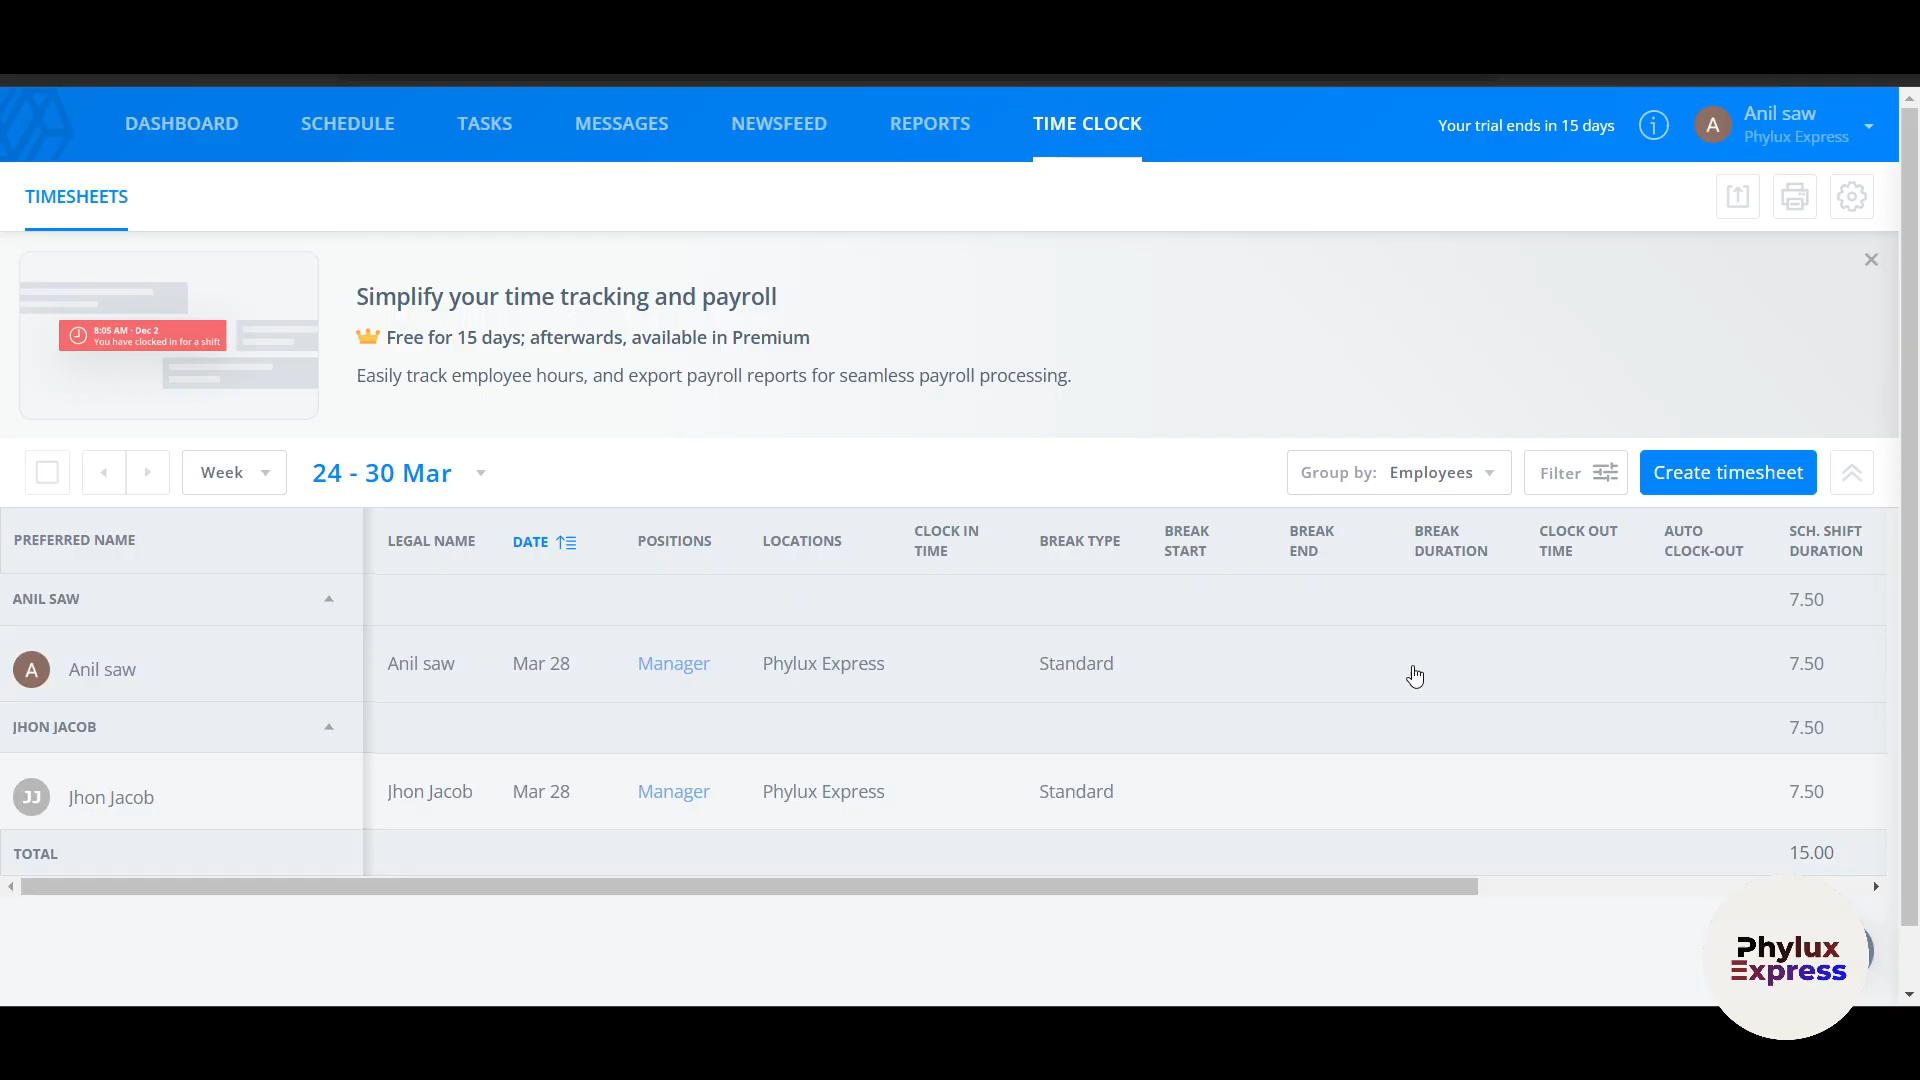 DASHBOARD SCHEDULE TASKS MESSAGES NEWSFEED REPORTS TIME CLOCK Your trial ends in 15 days A Anil saw
Phylux Express
TIMESHEETS
Simplify your time tracking and payroll
8:05 AM - Dec 2
You have clocked in for a shift
Free for 15 days; afterwards, available in Premium
Easily track employee hours, and export payroll reports for seamless payroll processing.
Week 24 - 30 Mar Group by: Employees Filter Create timesheet
PREFERRED NAME LEGAL NAME DATE POSITIONS LOCATIONS CLOCK IN TIME BREAK TYPE BREAK START BREAK END BREAK DURATION CLOCK OUT TIME AUTO CLOCK-OUT SCH. SHIFT DURATION
ANIL SAW 7.50
A Anil saw Anil saw Mar 28 Manager Phylux Express Standard 7.50
JHON JACOB 7.50
JJ Jhon Jacob Jhon Jacob Mar 28 Manager Phylux Express Standard 7.50
TOTAL 15.00
Phylux
Express